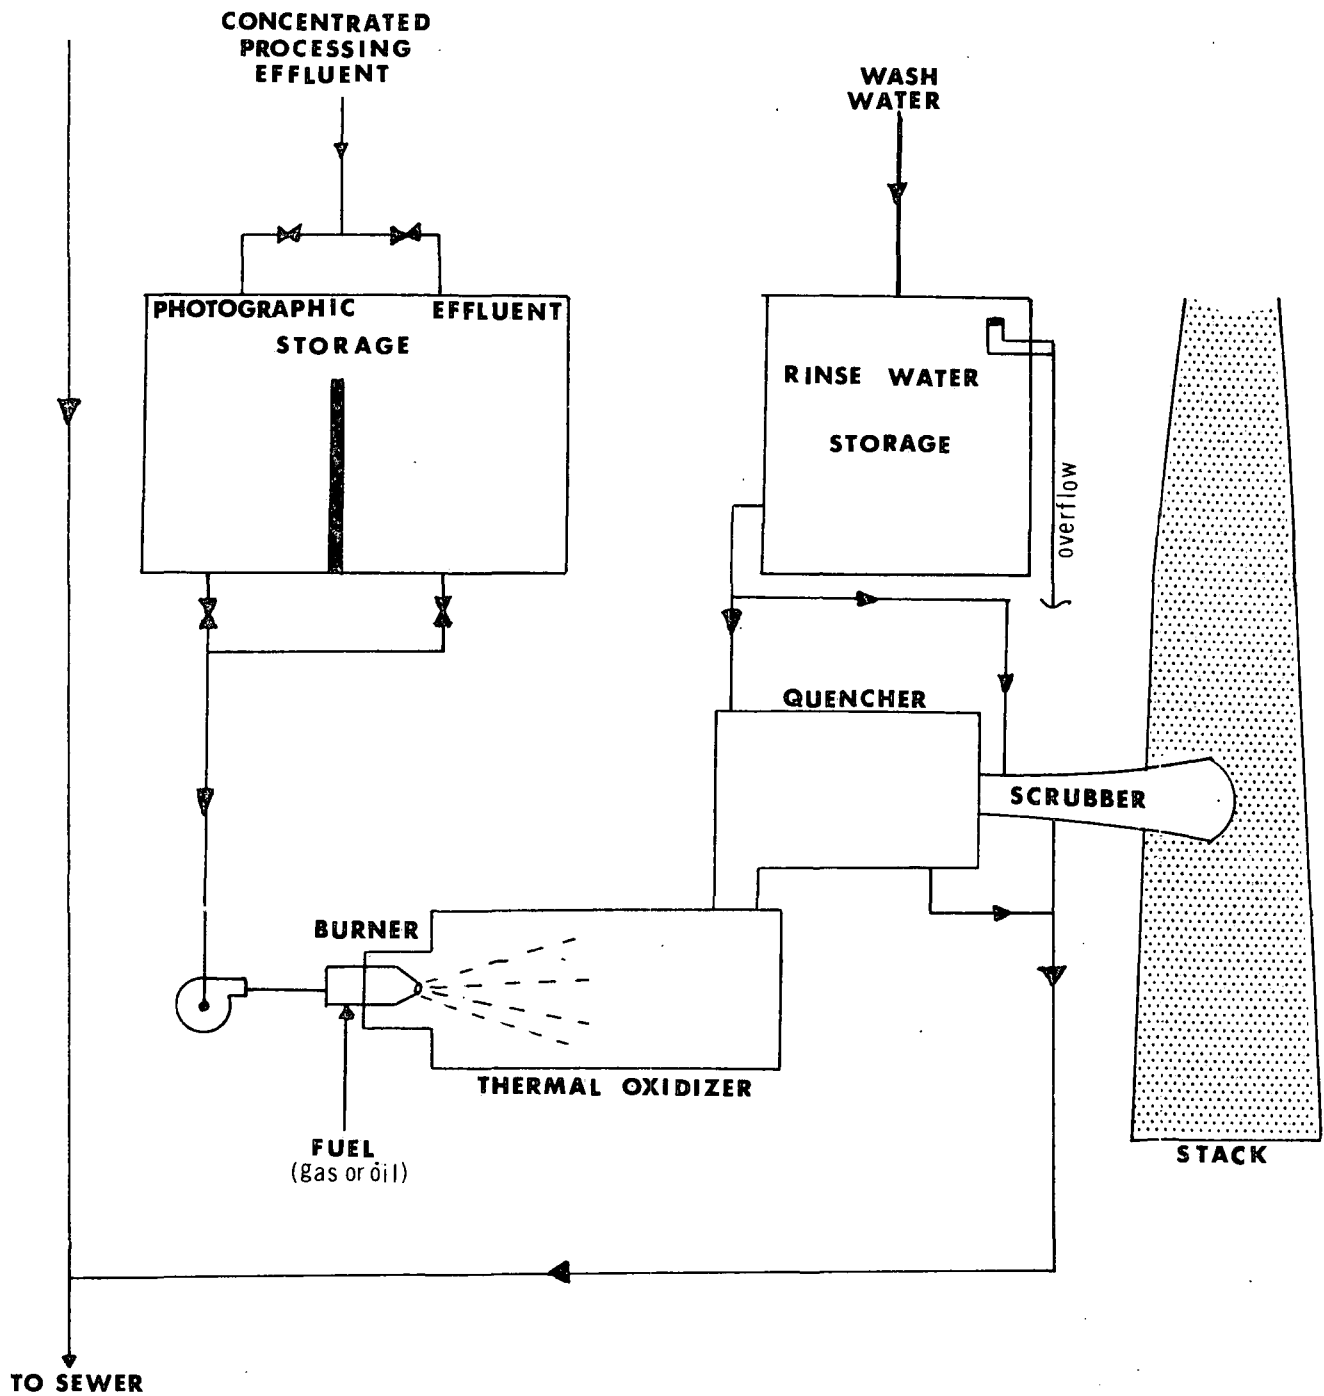 CONCENTRATED
PROCESSING
EFFLUENT
WASH
WATER
PHOTOGRAPHIC EFFLUENT
STORAGE
RINSE WATER
STORAGE
overflow
QUENCHER
SCRUBBER
BURNER
THERMAL OXIDIZER
FUEL
(gas or oil)
STACK
TO SEWER